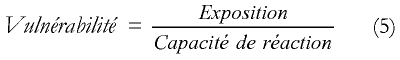 Vulnérabilité = Exposition / Capacité de réaction (5)